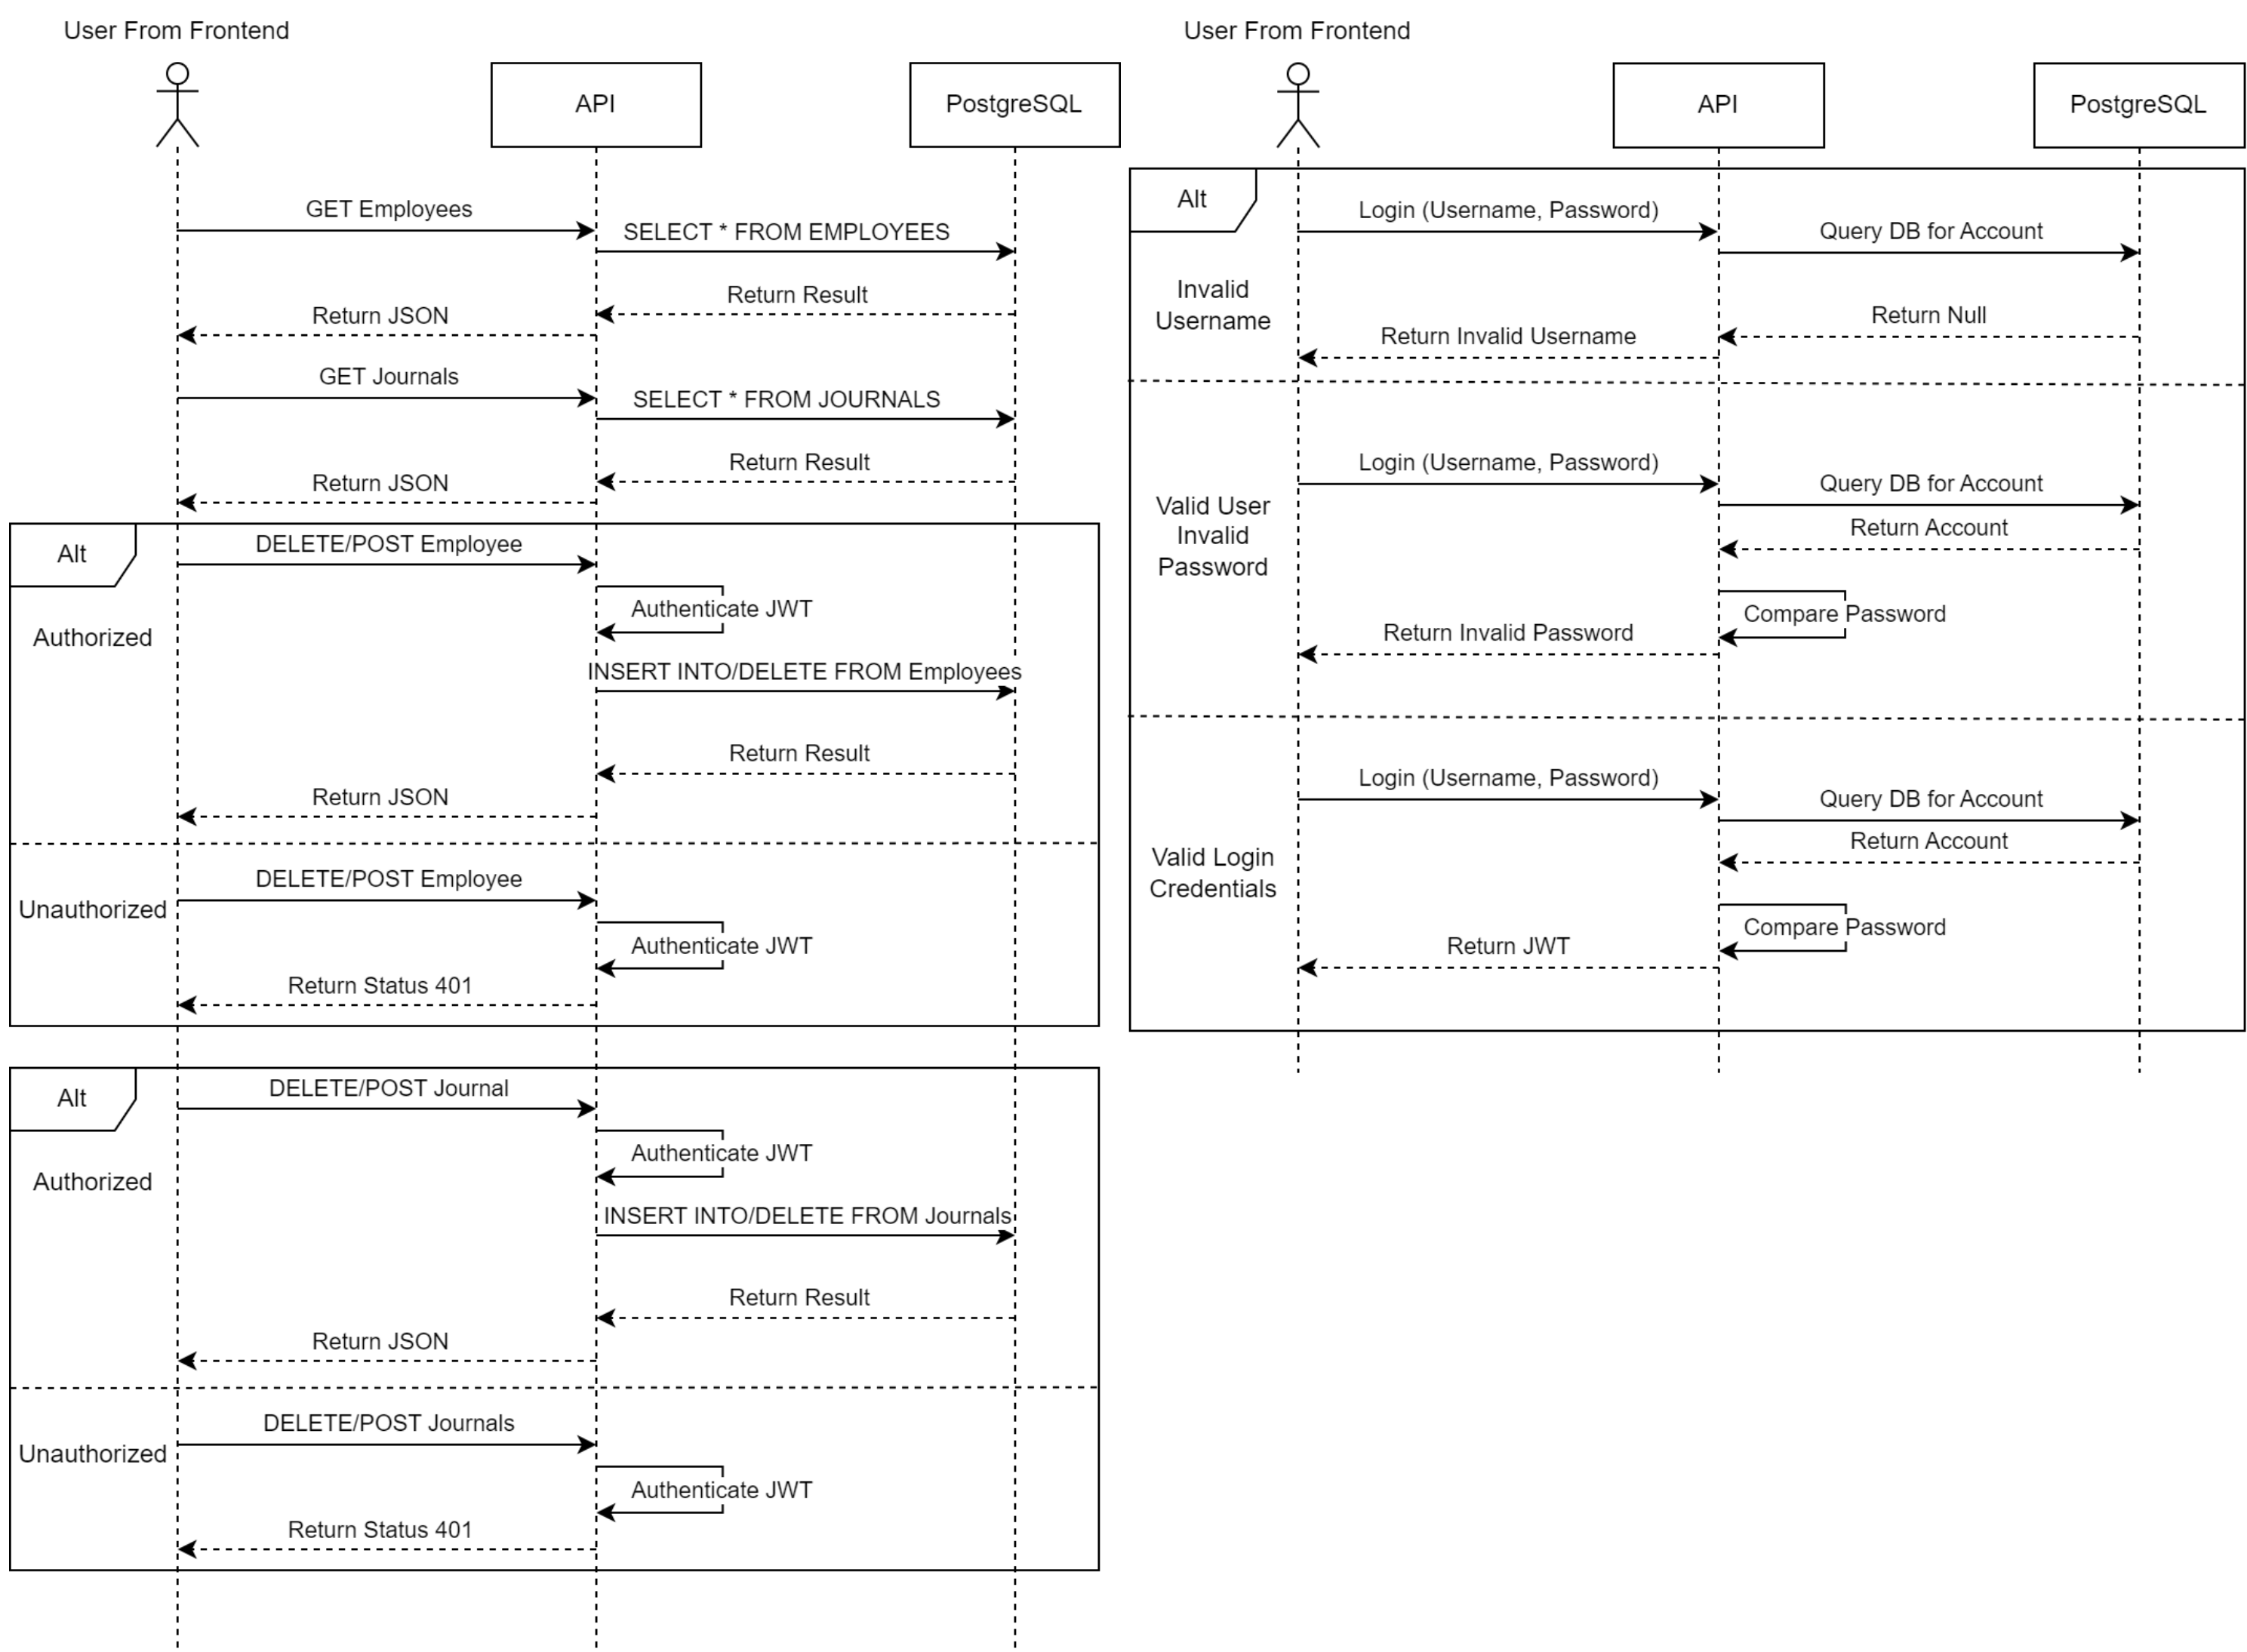 User From Frontend
API
PostgreSQL
GET Employees
SELECT * FROM EMPLOYEES
Return Result
Return JSON
GET Journals
SELECT * FROM JOURNALS
Return Result
Return JSON
Alt
DELETE/POST Employee
Authenticate JWT
Authorized
INSERT INTO/DELETE FROM Employees
Return Result
Return JSON
DELETE/POST Employee
Unauthorized
Authenticate JWT
Return Status 401
Alt
DELETE/POST Journal
Authenticate JWT
Authorized
INSERT INTO/DELETE FROM Journals
Return Result
Return JSON
DELETE/POST Journals
Unauthorized
Authenticate JWT
Return Status 401
User From Frontend
API
PostgreSQL
Alt
Login (Username, Password)
Query DB for Account
Invalid
Username
Return Null
Return Invalid Username
Login (Username, Password)
Query DB for Account
Valid User
Invalid
Password
Return Account
Compare Password
Return Invalid Password
Login (Username, Password)
Query DB for Account
Return Account
Valid Login
Credentials
Compare Password
Return JWT